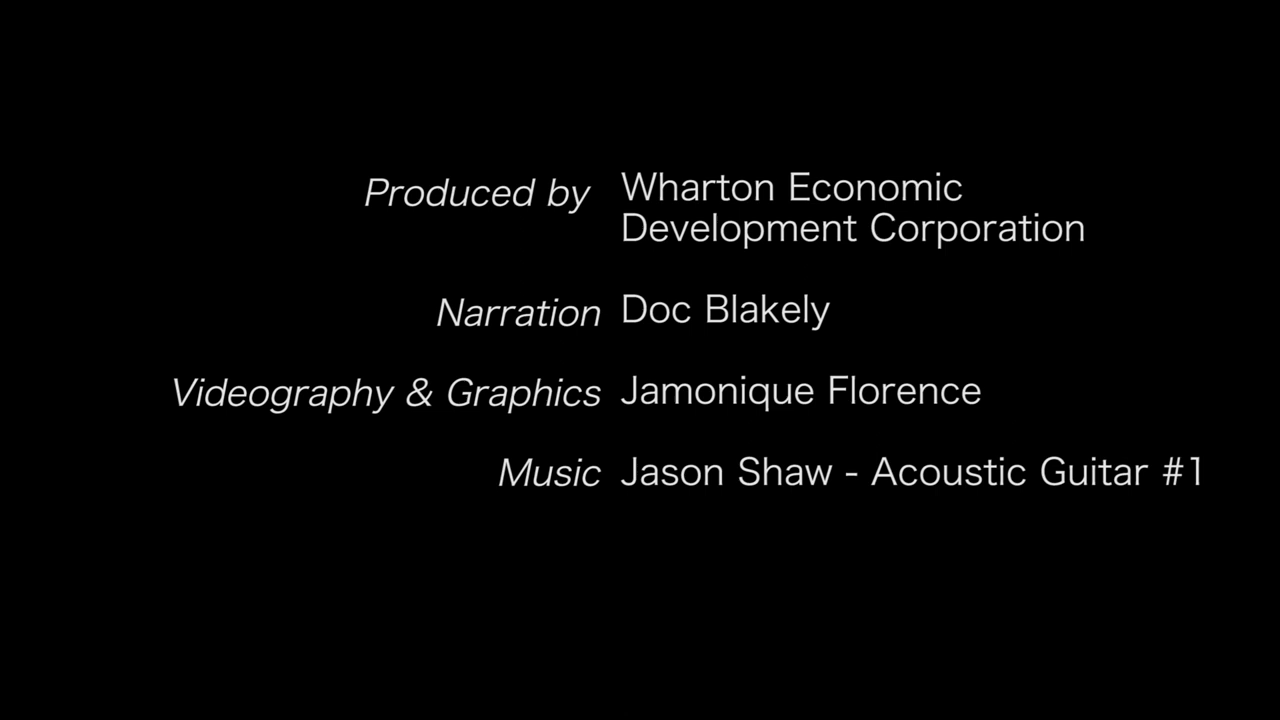 Produced by Wharton Economic
Development Corporation
Narration Doc Blakely
Videography & Graphics Jamonique Florence
Music Jason Shaw - Acoustic Guitar #1